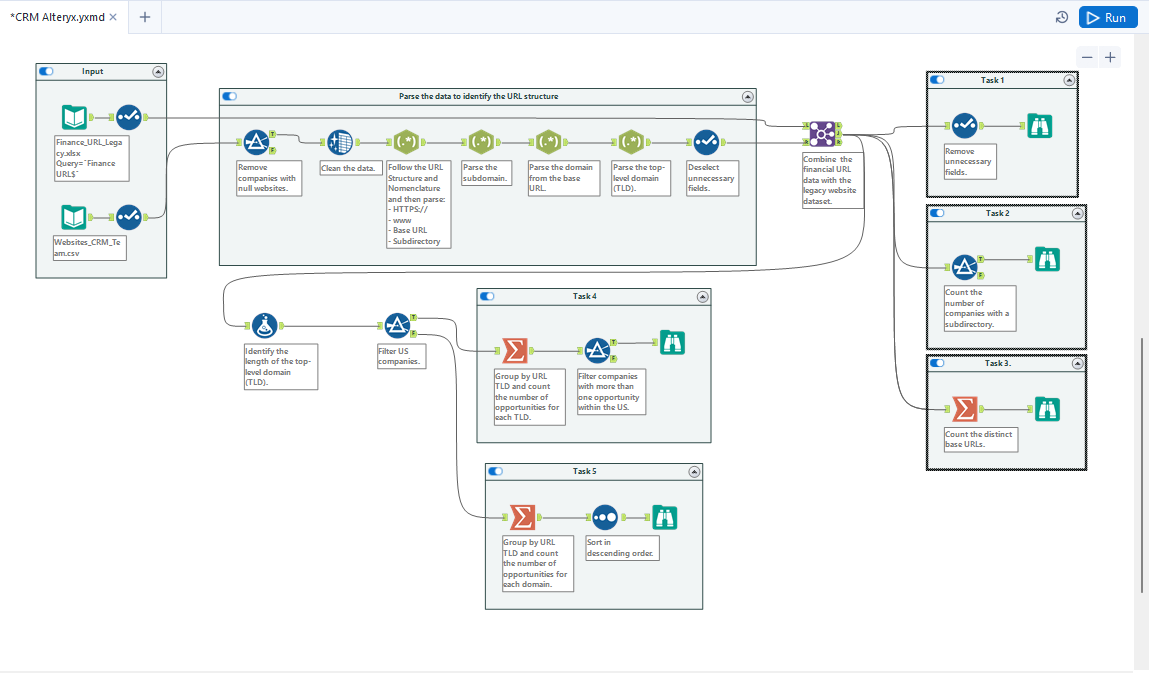 *CRM Alteryx.yxmd
Run
Input
Finance_URL_Lega
cy.xlsx
Query=`Finance
URL$`
Websites_CRM_Te
am.csv
Parse the data to identify the URL structure
Remove
companies with
null websites.
Clean the data.
Follow the URL
Structure and
Nomenclature
and then parse:
- HTTPS://
- www
- Base URL
- Subdirectory
Parse the
subdomain.
Parse the domain
from the base
URL.
Parse the top-
level domain
(TLD).
Deselect
unnecessary
fields.
Combine the
financial URL
data with the
legacy website
dataset.
Task 1
Remove
unnecessary
fields.
Task 2
Count the
number of
companies with a
subdirectory.
Task 3.
Count the distinct
base URLs.
Identify the
length of the top-
level domain
(TLD).
Filter US
companies.
Task 4
Group by URL
TLD and count
the number of
opportunities for
each TLD.
Filter companies
with more than
one opportunity
within the US.
Task 5
Group by URL
TLD and count
the number of
opportunities for
each domain.
Sort in
descending order.